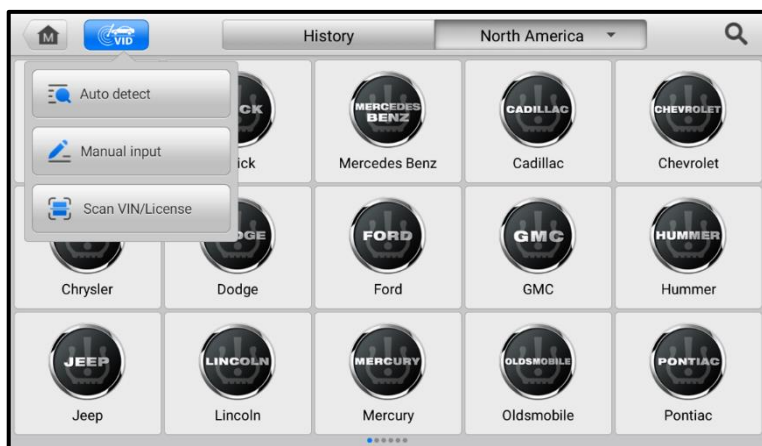 M
VID
History
North America
Auto detect
Manual input
Scan VIN/License
CK
ick
MERCEDES
BENZ
Mercedes Benz
CADILLAC
Cadillac
CHEVROLET
Chevrolet
Chrysler
DGE
Dodge
FORD
Ford
GMC
GMC
HUMMER
Hummer
JEEP
Jeep
LINCOLN
Lincoln
MERCURY
Mercury
OLDSMOBILE
Oldsmobile
PONTIAC
Pontiac